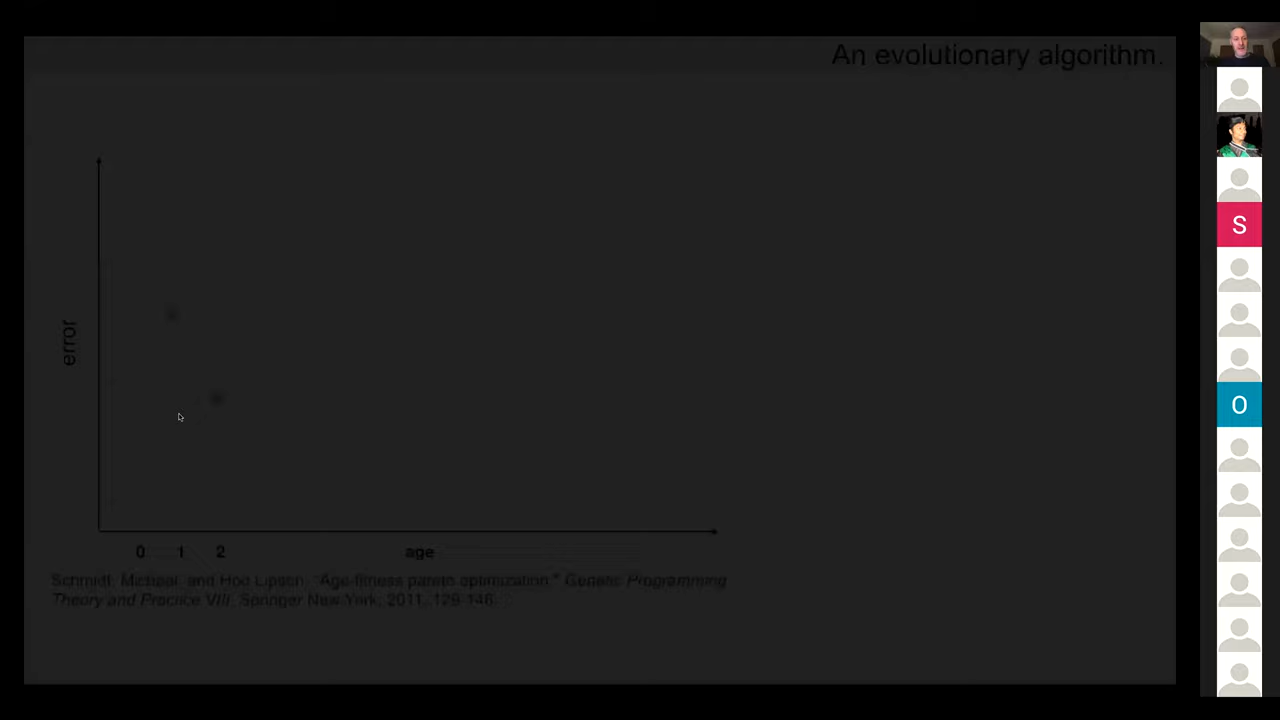 An evolutionary algorithm.
error
0 1 2 age
Schmidt, Michael, and Hod Lipson. "Age-fitness pareto optimization." Genetic Programming
Theory and Practice VIII. Springer New York, 2011. 129-146.
S
O